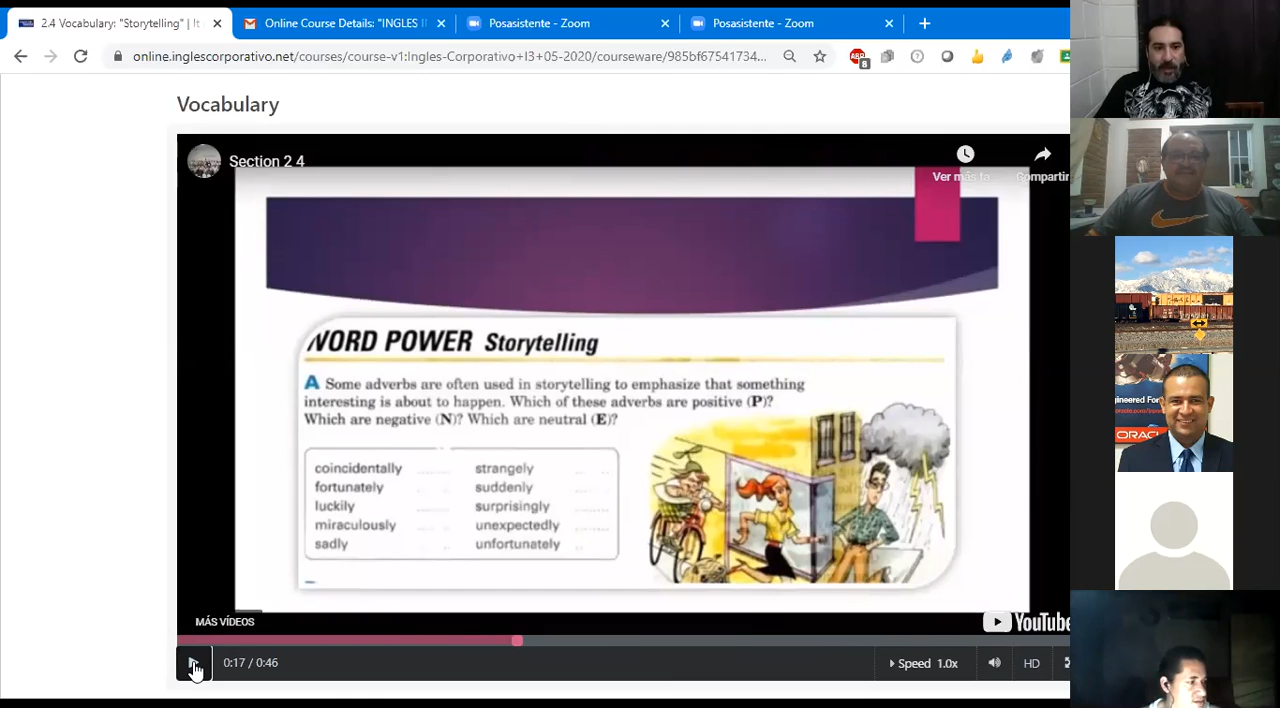 2.4 Vocabulary: "Storytelling" | It
Online Course Details: "INGLES II
Posasistente - Zoom
Posasistente - Zoom
online.inglescorporativo.net/courses/course-v1:Ingles-Corporativo+I3+05-2020/courseware/985bf67541734...
8
Vocabulary
Section 2 4
Ver más ta
Compartir
WORD POWER Storytelling
A Some adverbs are often used in storytelling to emphasize that something
interesting is about to happen. Which of these adverbs are positive (P)?
Which are negative (N)? Which are neutral (E)?
coincidentally strangely
fortunately suddenly
luckily surprisingly
miraculously unexpectedly
sadly unfortunately
MÁS VÍDEOS
YouTube
0:17 / 0:46
Speed 1.0x
HD
ORACLE